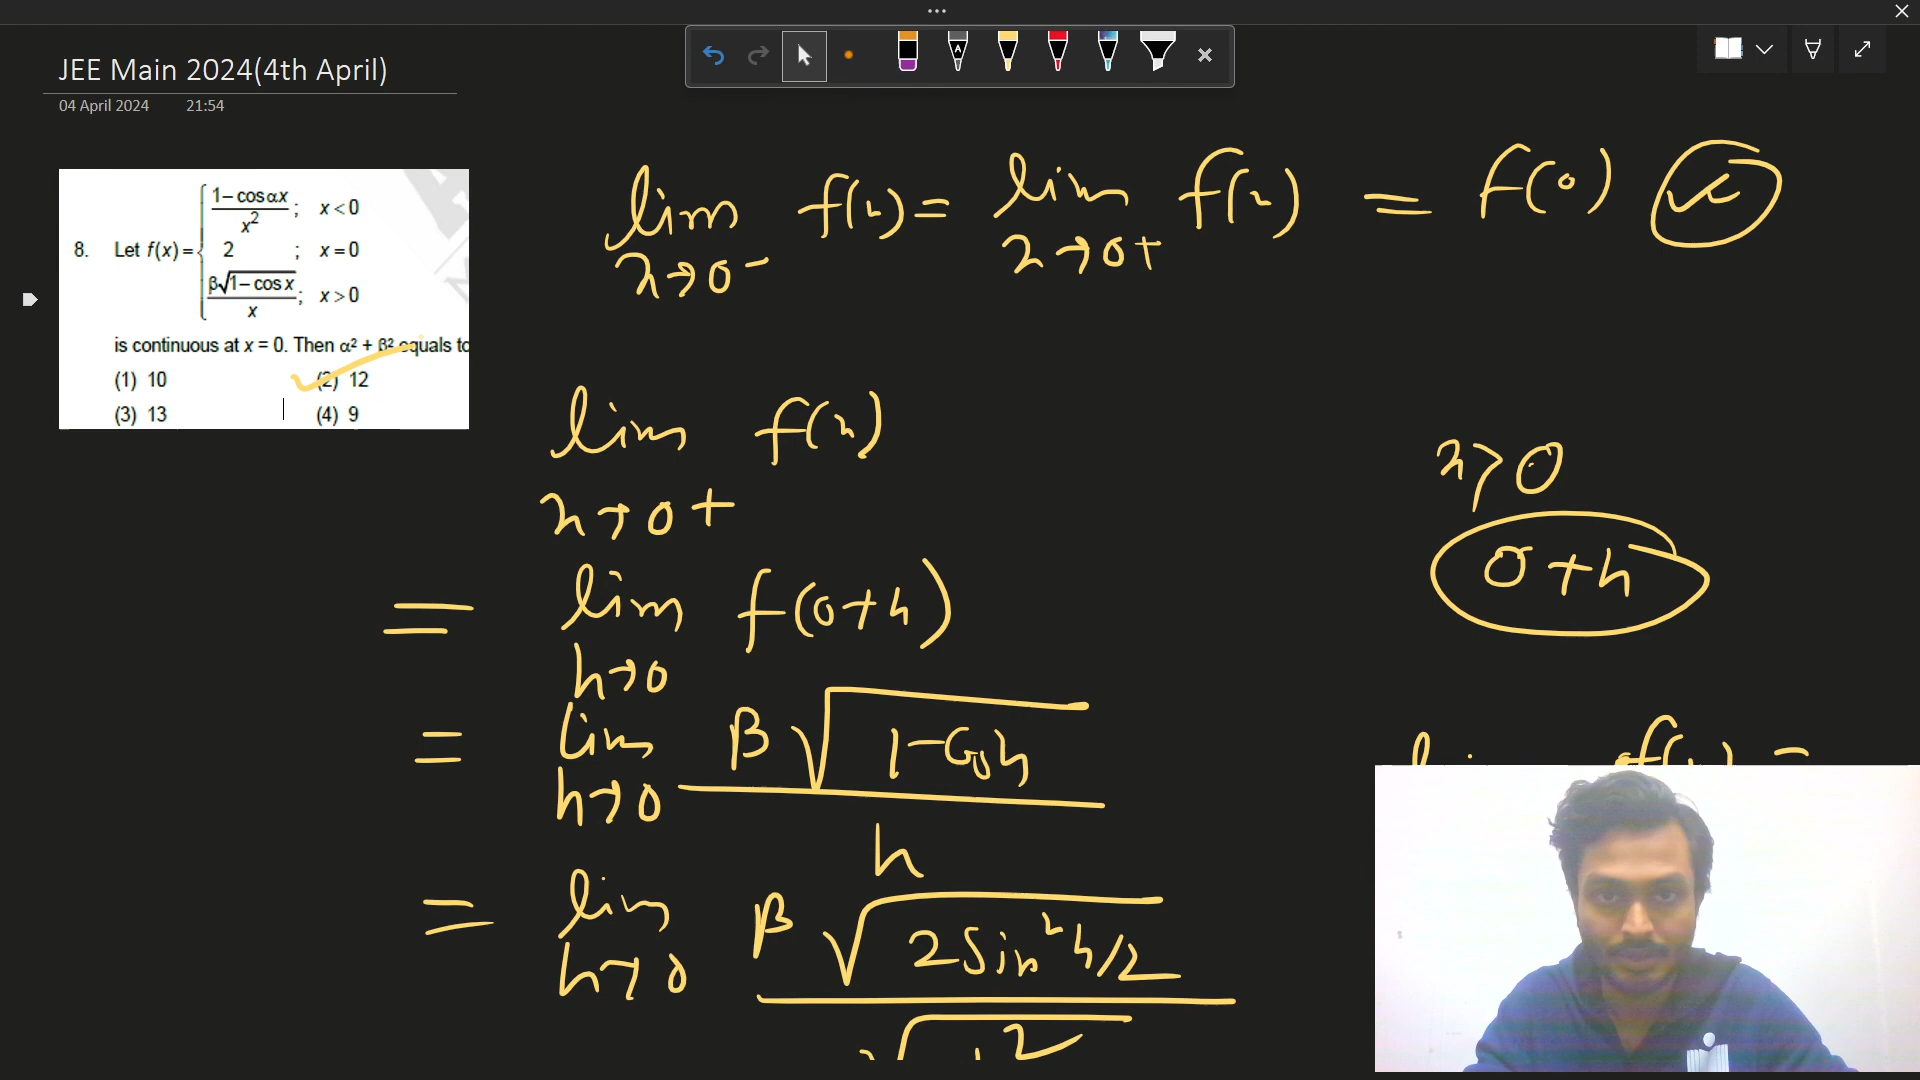 JEE Main 2024(4th April)
04 April 2024 21:54
8. Let f(x) = { 1 – cos αx / x² ; x < 0
2 ; x = 0
β√1 – cos x / x ; x > 0
is continuous at x = 0. Then α² + β² equals to
(1) 10 (2) 12
(3) 13 (4) 9
lim x→0- f(x) = lim x→0+ f(x) = f(0)
lim f(x)
x→0+
x>0
0+h
= lim h→0 f(0+h)
= lim h→0 β√1-Cosh / h
= lim h→0 β√2Sin²h/2